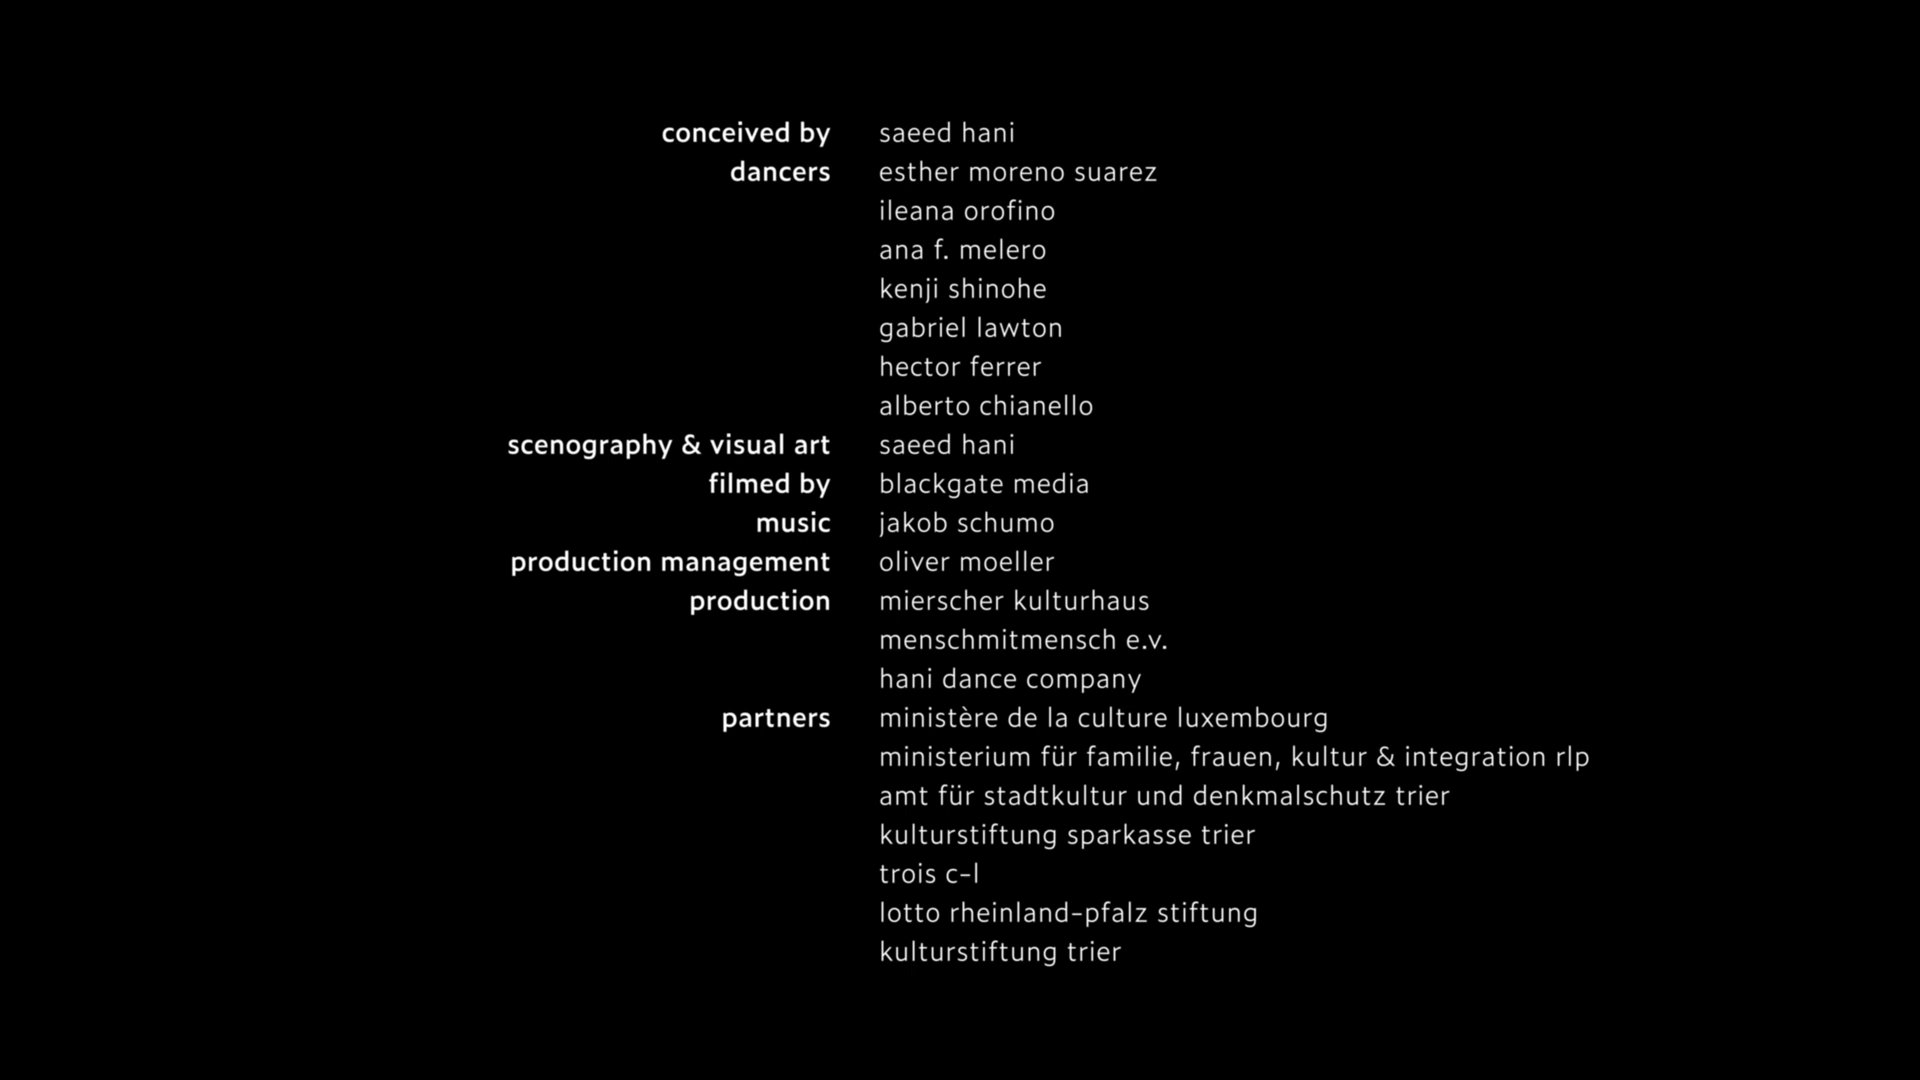 conceived by saeed hani
dancers esther moreno suarez
ileana orofino
ana f. melero
kenji shinohe
gabriel lawton
hector ferrer
alberto chianello
scenography & visual art saeed hani
filmed by blackgate media
music jakob schumo
production management oliver moeller
production mierscher kulturhaus
menschmitmensch e.v.
hani dance company
partners ministère de la culture luxembourg
ministerium für familie, frauen, kultur & integration rlp
amt für stadtkultur und denkmalschutz trier
kulturstiftung sparkasse trier
trois c-l
lotto rheinland-pfalz stiftung
kulturstiftung trier